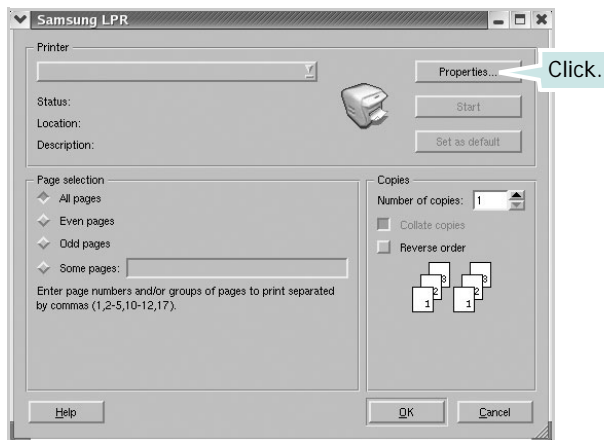 Samsung LPR
Printer
Properties...
Click.
Status:
Start
Location:
Description:
Set as default
Page selection
Copies
All pages
Number of copies: 1
Even pages
Collate copies
Odd pages
Reverse order
Some pages:
Enter page numbers and/or groups of pages to print separated
by commas (1,2-5,10-12,17).
3 3
2 2
1 1
Help
OK
Cancel